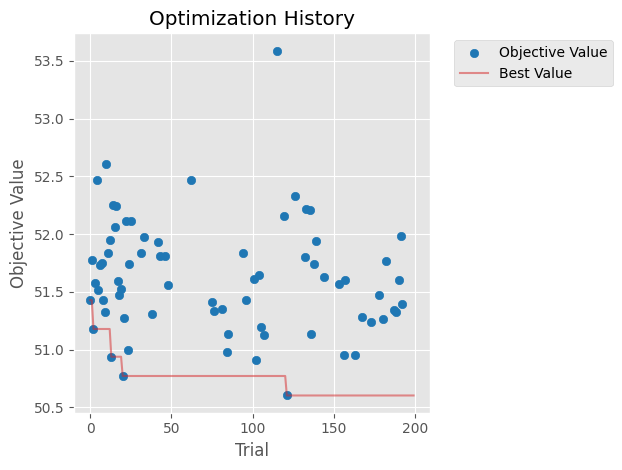 Optimization History
Objective Value
Best Value
Objective Value
53.5
53.0
52.5
52.0
51.5
51.0
50.5
0
50
100
150
200
Trial